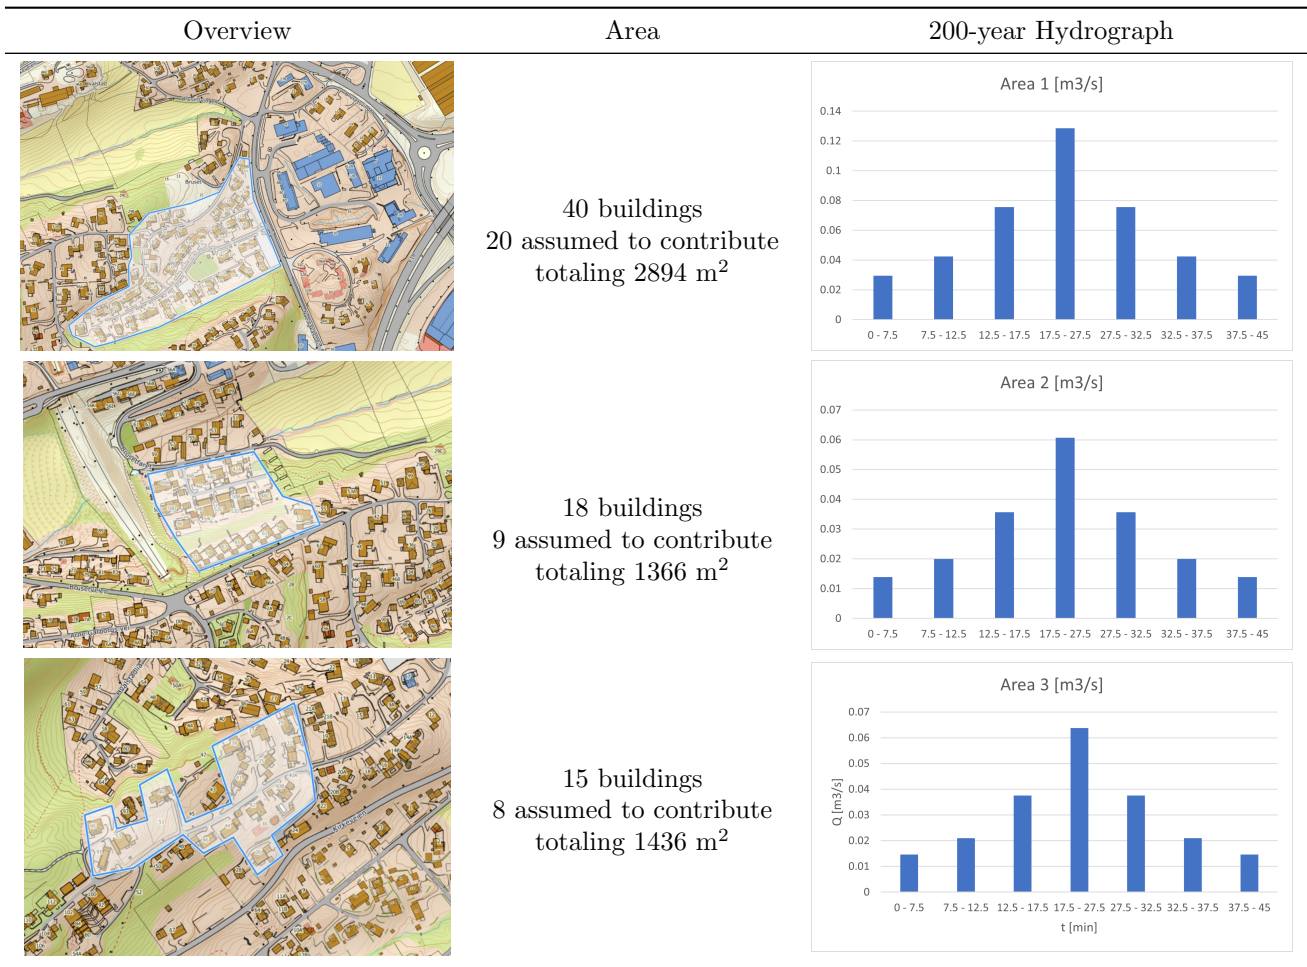 Overview Area 200-year Hydrograph
40 buildings
20 assumed to contribute
totaling 2894 m²
Area 1 [m3/s]
0.14
0.12
0.1
0.08
0.06
0.04
0.02
0
0 - 7.5 7.5 - 12.5 12.5 - 17.5 17.5 - 27.5 27.5 - 32.5 32.5 - 37.5 37.5 - 45
18 buildings
9 assumed to contribute
totaling 1366 m²
Area 2 [m3/s]
0.07
0.06
0.05
0.04
0.03
0.02
0.01
0
0 - 7.5 7.5 - 12.5 12.5 - 17.5 17.5 - 27.5 27.5 - 32.5 32.5 - 37.5 37.5 - 45
Kirkeveien
15 buildings
8 assumed to contribute
totaling 1436 m²
Area 3 [m3/s]
Q [m3/s]
0.07
0.06
0.05
0.04
0.03
0.02
0.01
0
0 - 7.5 7.5 - 12.5 12.5 - 17.5 17.5 - 27.5 27.5 - 32.5 32.5 - 37.5 37.5 - 45
t [min]